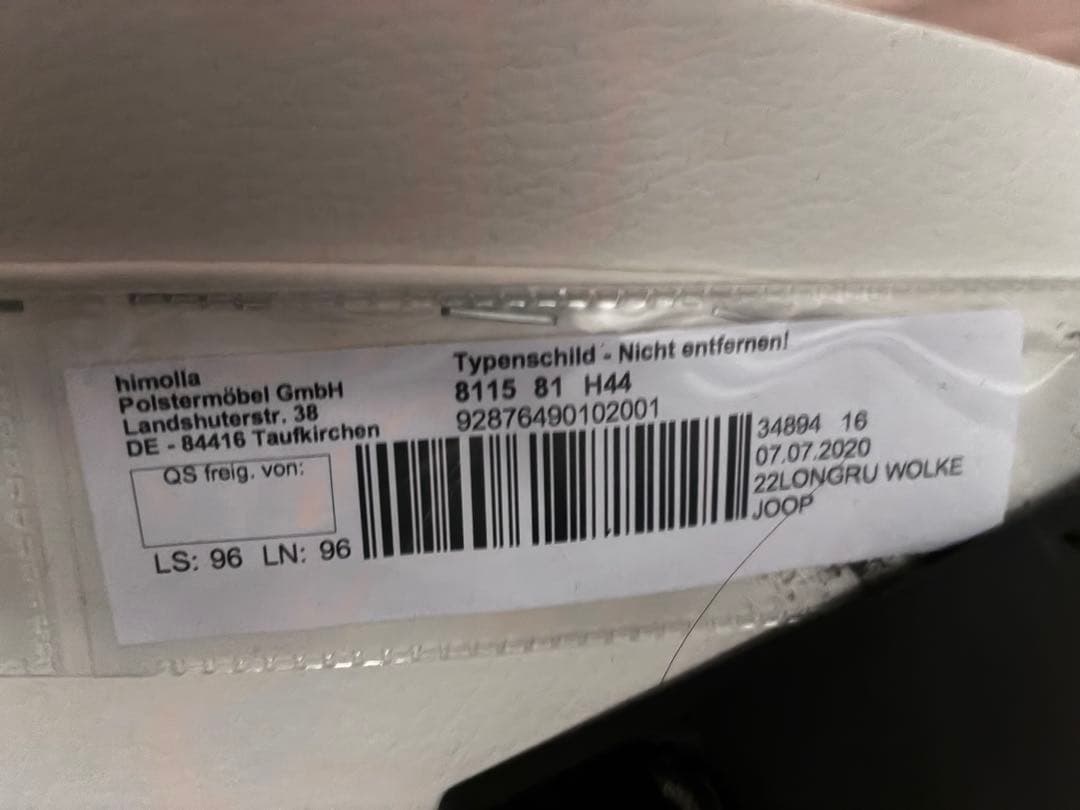 himolla
Polstermöbel GmbH
Landshuterstr. 38
DE - 84416 Taufkirchen
QS freig. von:
LS: 96 LN: 96
Typenschild - Nicht entfernen!
8115 81 H44
92876490102001
34894 16
07.07.2020
22LONGRU WOLKE
JOOP